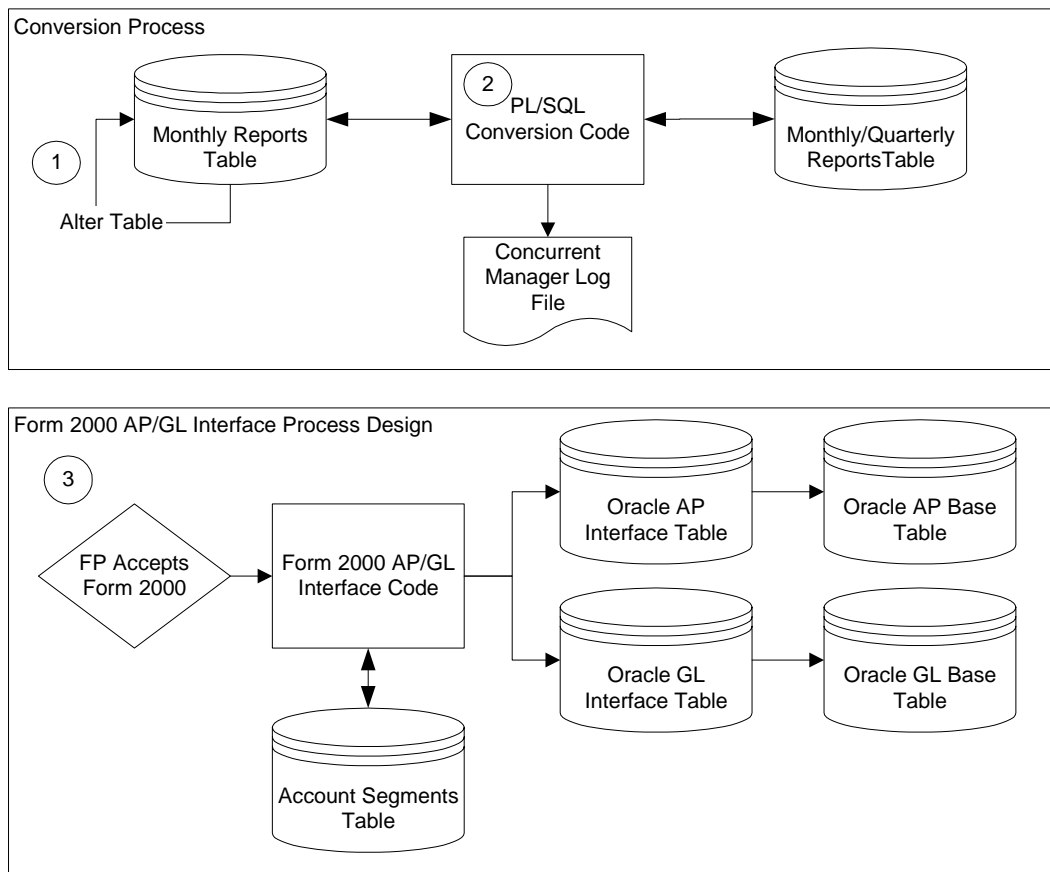 Conversion Process
1
Monthly Reports
Table
Alter Table
2
PL/SQL
Conversion Code
Monthly/Quarterly
ReportsTable
Concurrent
Manager Log
File
Form 2000 AP/GL Interface Process Design
3
FP Accepts
Form 2000
Form 2000 AP/GL
Interface Code
Oracle AP
Interface Table
Oracle AP Base
Table
Oracle GL
Interface Table
Oracle GL Base
Table
Account Segments
Table